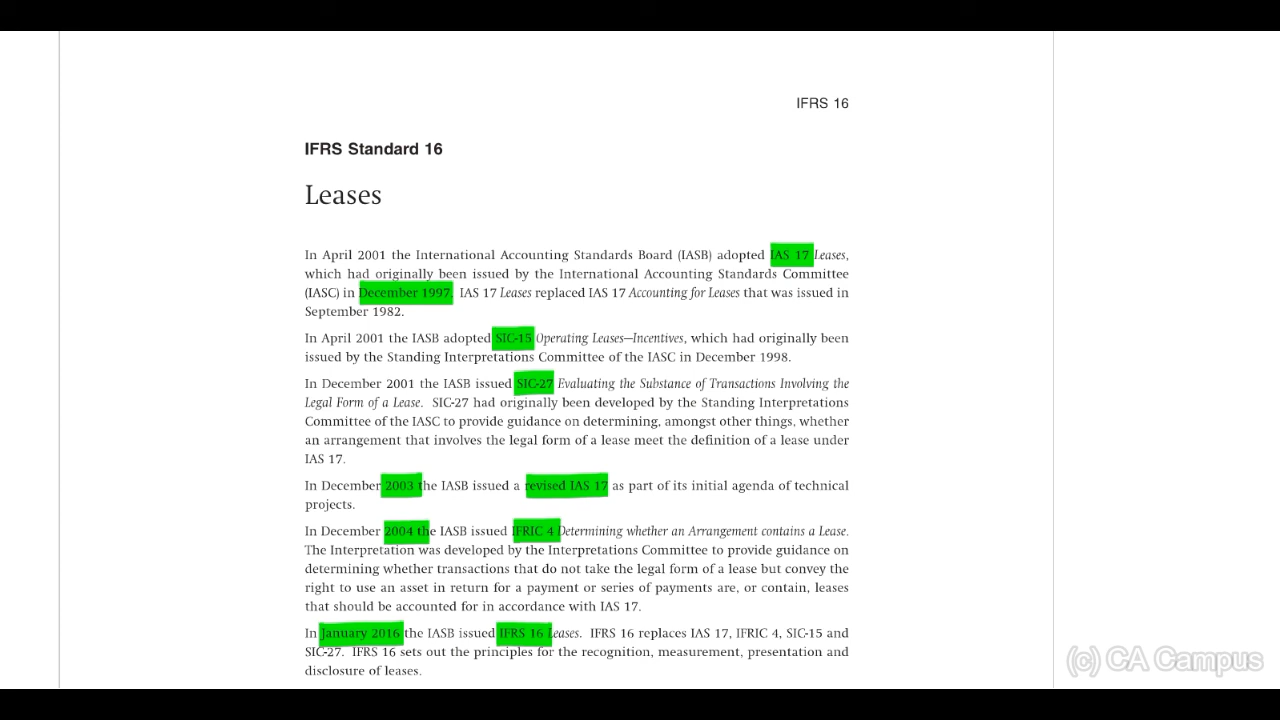 IFRS 16
IFRS Standard 16
Leases
In April 2001 the International Accounting Standards Board (IASB) adopted IAS 17 Leases,
which had originally been issued by the International Accounting Standards Committee
(IASC) in December 1997. IAS 17 Leases replaced IAS 17 Accounting for Leases that was issued in
September 1982.
In April 2001 the IASB adopted SIC-15 Operating Leases—Incentives, which had originally been
issued by the Standing Interpretations Committee of the IASC in December 1998.
In December 2001 the IASB issued SIC-27 Evaluating the Substance of Transactions Involving the
Legal Form of a Lease. SIC-27 had originally been developed by the Standing Interpretations
Committee of the IASC to provide guidance on determining, amongst other things, whether
an arrangement that involves the legal form of a lease meet the definition of a lease under
IAS 17.
In December 2003 the IASB issued a revised IAS 17 as part of its initial agenda of technical
projects.
In December 2004 the IASB issued IFRIC 4 Determining whether an Arrangement contains a Lease.
The Interpretation was developed by the Interpretations Committee to provide guidance on
determining whether transactions that do not take the legal form of a lease but convey the
right to use an asset in return for a payment or series of payments are, or contain, leases
that should be accounted for in accordance with IAS 17.
In January 2016 the IASB issued IFRS 16 Leases. IFRS 16 replaces IAS 17, IFRIC 4, SIC-15 and
SIC-27. IFRS 16 sets out the principles for the recognition, measurement, presentation and
disclosure of leases.
(c) CA Campus